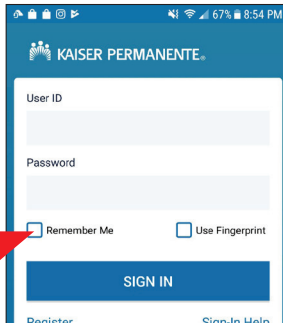 67% 8:54 PM
KAISER PERMANENTE®
User ID
Password
Remember Me Use Fingerprint
SIGN IN
Register Sign-In Help